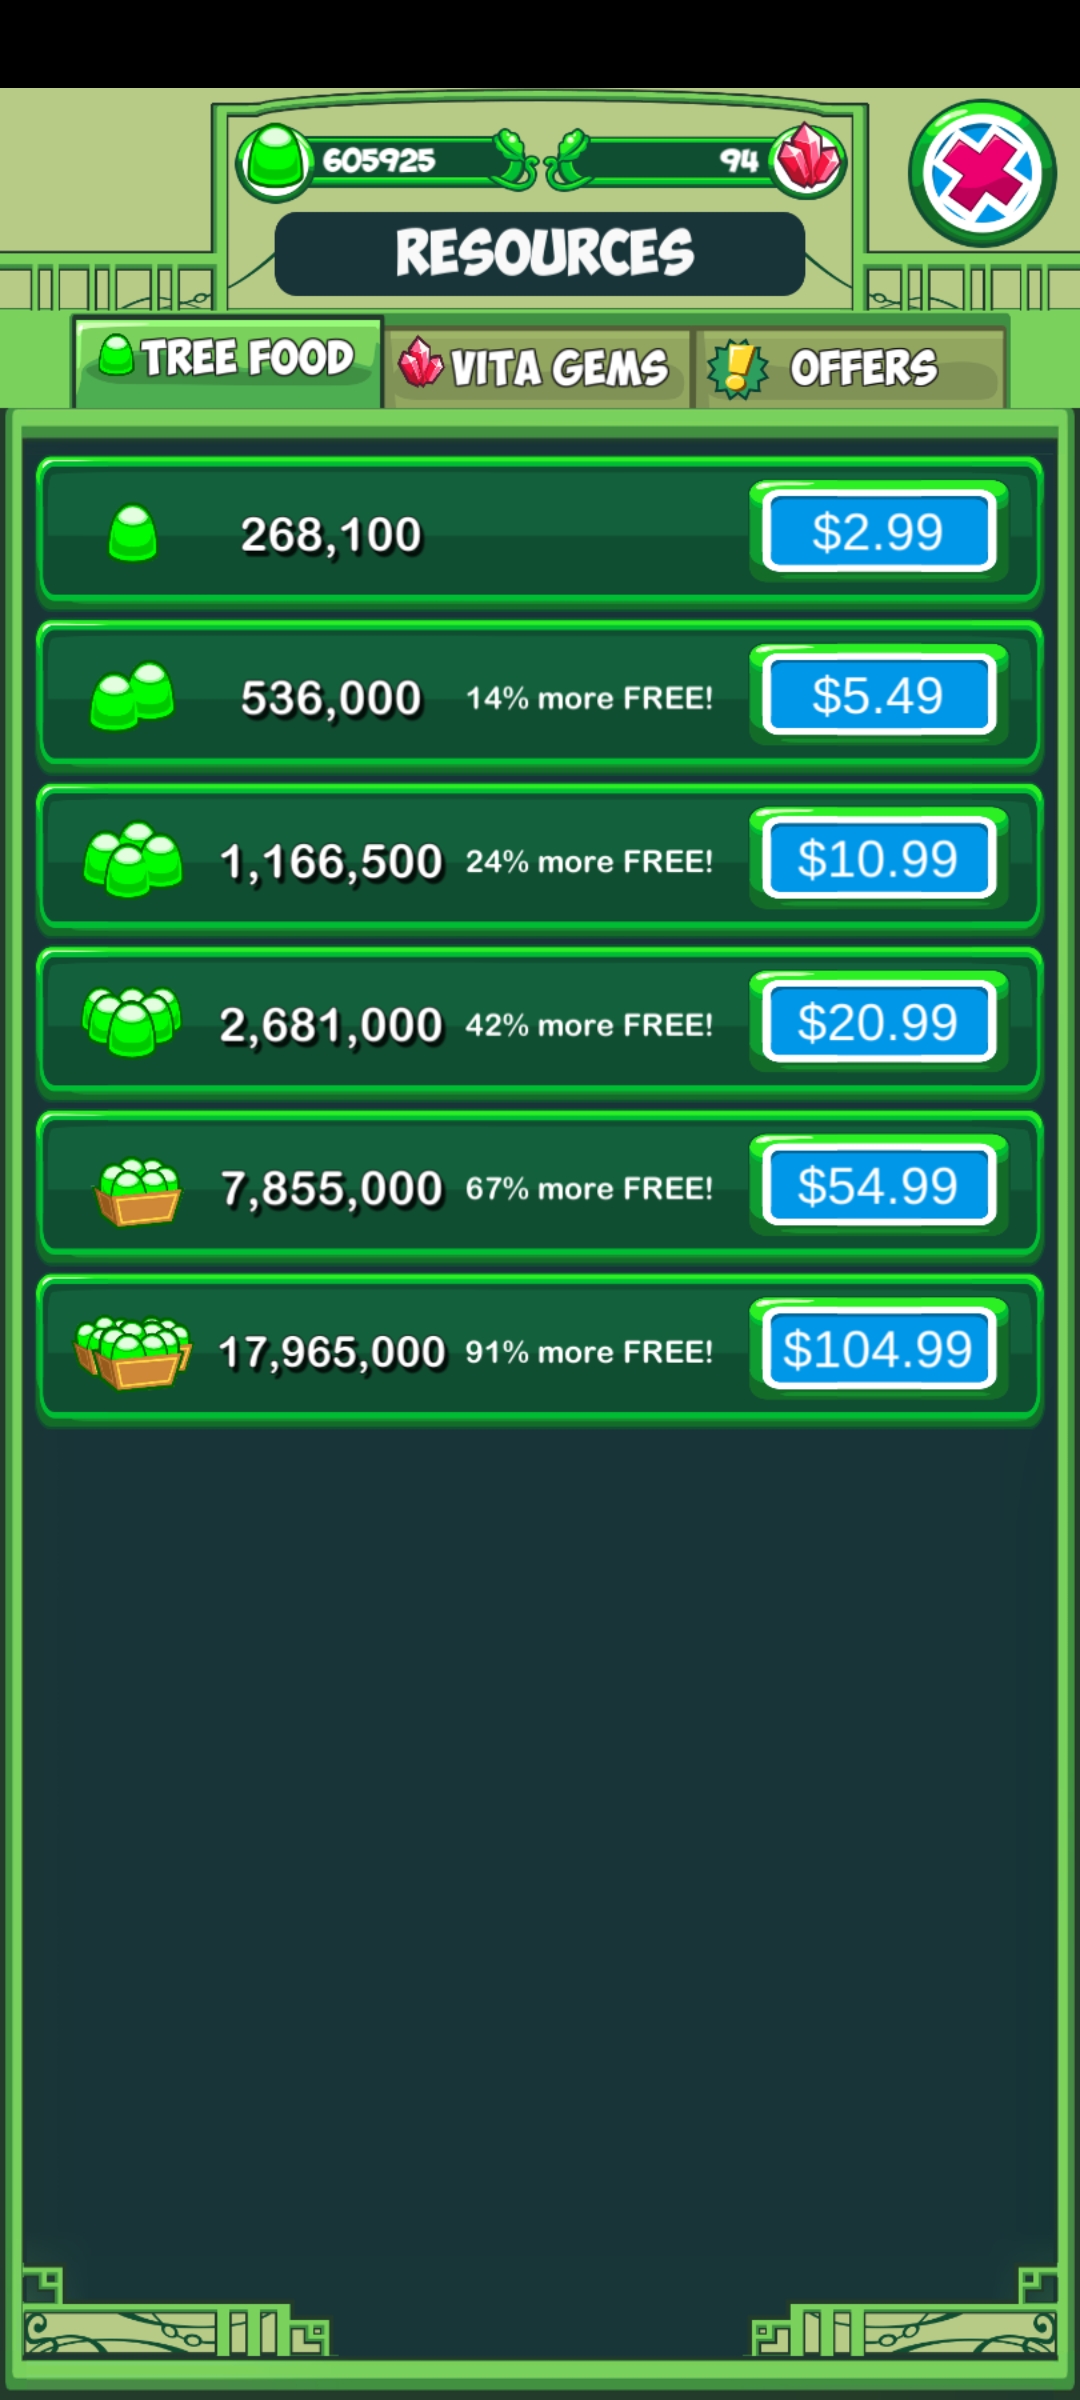 605925 94
RESOURCES
TREE FOOD VITA GEMS OFFERS
268,100 $2.99
536,000 14% more FREE! $5.49
1,166,500 24% more FREE! $10.99
2,681,000 42% more FREE! $20.99
7,855,000 67% more FREE! $54.99
17,965,000 91% more FREE! $104.99